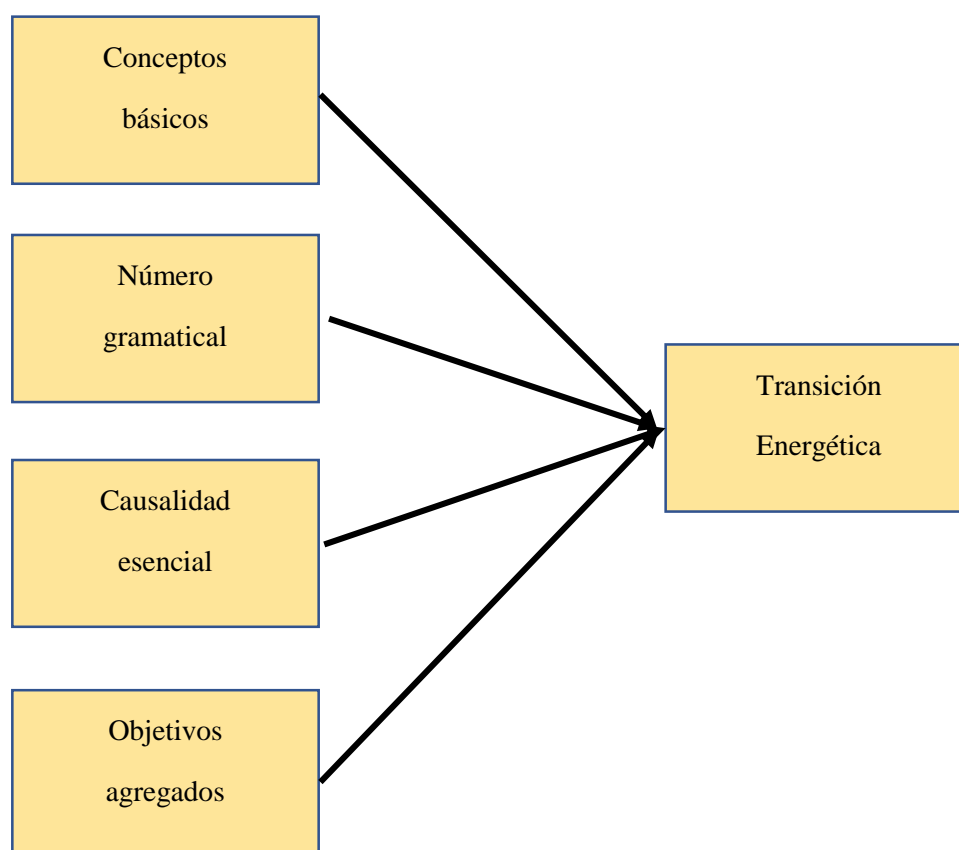 Conceptos
básicos
Número
gramatical
Causalidad
esencial
Objetivos
agregados
Transición
Energética